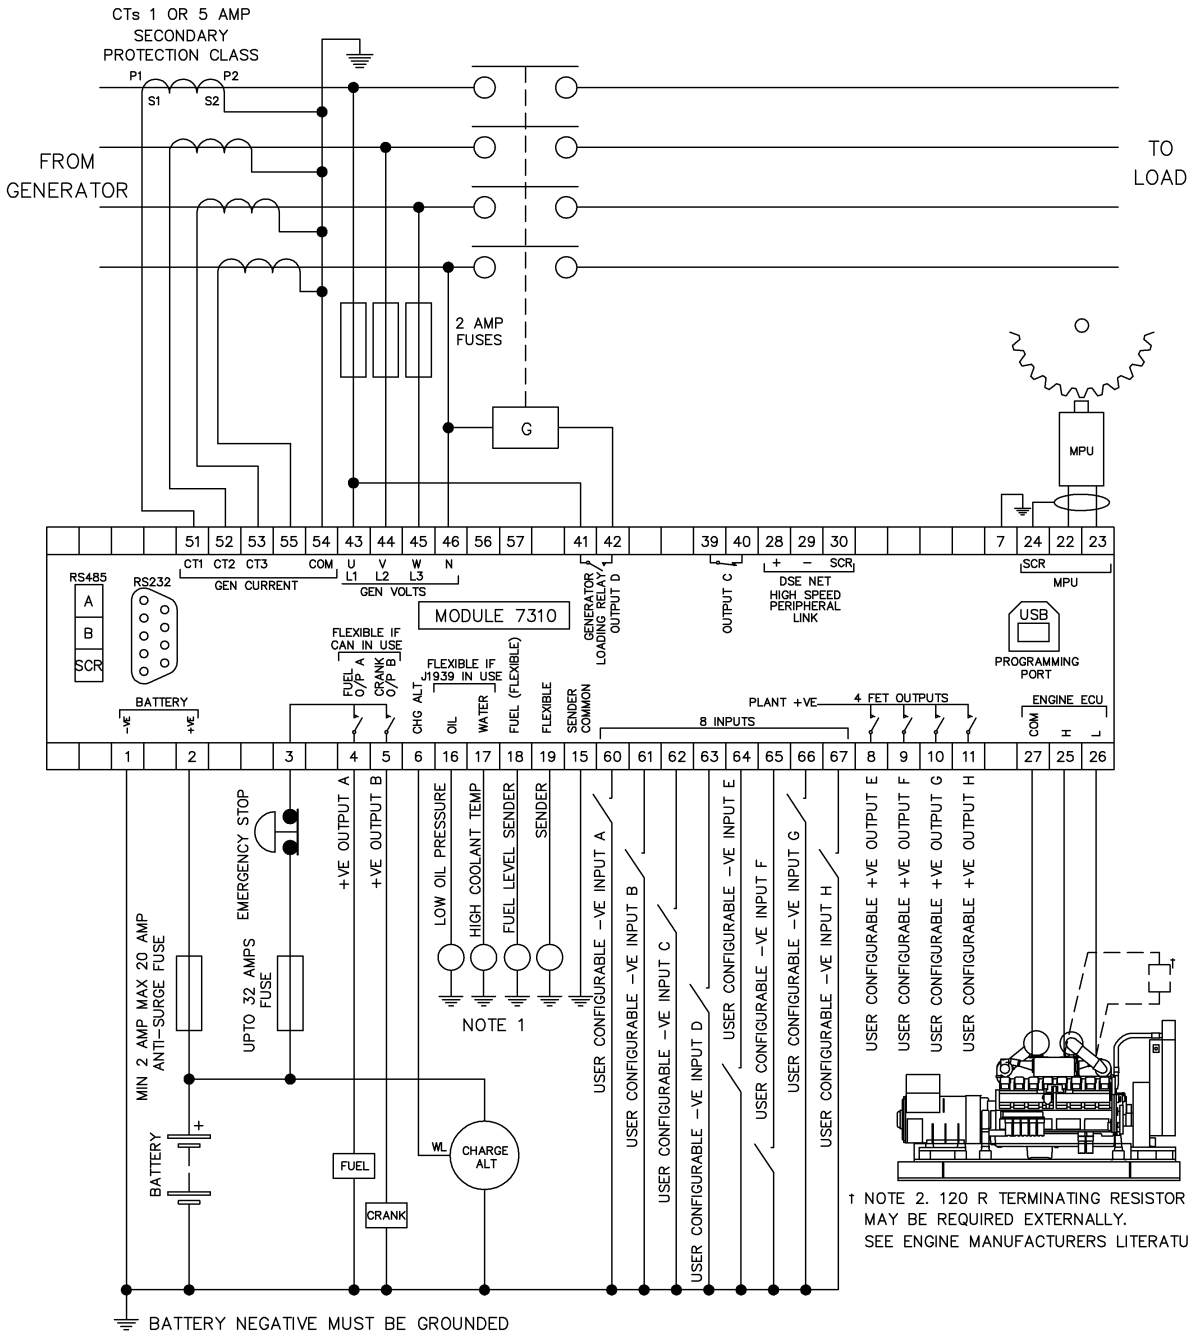 CTs 1 OR 5 AMP
SECONDARY
PROTECTION CLASS
P1
P2
S1
S2
FROM
GENERATOR
TO
LOAD
2 AMP
FUSES
G
MPU
51 52 53 55 54 43 44 45 46 56 57 41 42 39 40 28 29 30 7 24 22 23
CT1 CT2 CT3 COM U V W N
L1 L2 L3
GEN CURRENT
GEN VOLTS
GENERATOR
LOADING RELAY
OUTPUT D
OUTPUT C
+ − SCR
DSE NET
HIGH SPEED
PERIPHERAL
LINK
SCR
MPU
RS485
A
B
SCR
RS232
MODULE 7310
USB
PROGRAMMING
PORT
BATTERY
-VE
+VE
FLEXIBLE IF
CAN IN USE
FUEL
O/P A
CRANK
O/P B
CHG ALT
FLEXIBLE IF
J1939 IN USE
OIL
WATER
FUEL (FLEXIBLE)
FLEXIBLE
SENDER
COMMON
8 INPUTS
PLANT +VE
4 FET OUTPUTS
ENGINE ECU
COM
H
L
1 2 3 4 5 6 16 17 18 19 15 60 61 62 63 64 65 66 67 8 9 10 11 27 25 26
MIN 2 AMP MAX 20 AMP
ANTI-SURGE FUSE
EMERGENCY STOP
UPTO 32 AMPS
FUSE
+VE OUTPUT A
+VE OUTPUT B
LOW OIL PRESSURE
HIGH COOLANT TEMP
FUEL LEVEL SENDER
SENDER
NOTE 1
USER CONFIGURABLE -VE INPUT A
USER CONFIGURABLE -VE INPUT B
USER CONFIGURABLE -VE INPUT C
USER CONFIGURABLE -VE INPUT D
USER CONFIGURABLE -VE INPUT E
USER CONFIGURABLE -VE INPUT F
USER CONFIGURABLE -VE INPUT G
USER CONFIGURABLE -VE INPUT H
USER CONFIGURABLE +VE OUTPUT E
USER CONFIGURABLE +VE OUTPUT F
USER CONFIGURABLE +VE OUTPUT G
USER CONFIGURABLE +VE OUTPUT H
†
BATTERY
+
WL
CHARGE
ALT
FUEL
CRANK
† NOTE 2. 120 R TERMINATING RESISTOR
MAY BE REQUIRED EXTERNALLY.
SEE ENGINE MANUFACTURERS LITERATU
BATTERY NEGATIVE MUST BE GROUNDED